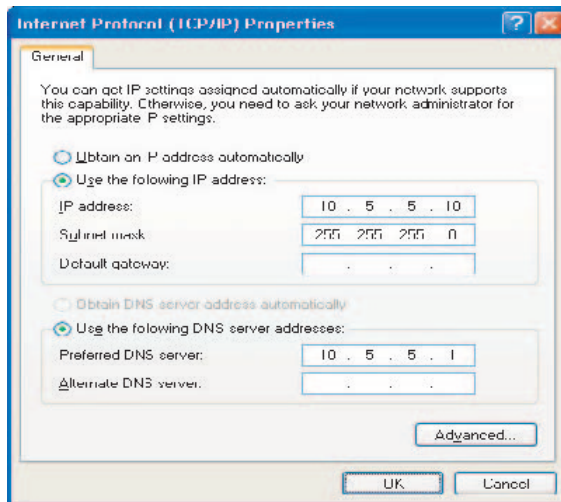 Internet Protocol (TCP/IP) Properties
General
You can get IP settings assigned automatically if your network supports
this capability. Otherwise, you need to ask your network administrator for
the appropriate IP settings.
Obtain an IP address automatically
Use the following IP address:
IP address: 10 . 5 . 5 . 10
Subnet mask 255 255 255 0
Default gateway: . . .
Obtain DNS server address automatically
Use the following DNS server addresses:
Preferred DNS server: 10 . 5 . 5 . 1
Alternate DNS server: . . .
Advanced...
OK Cancel